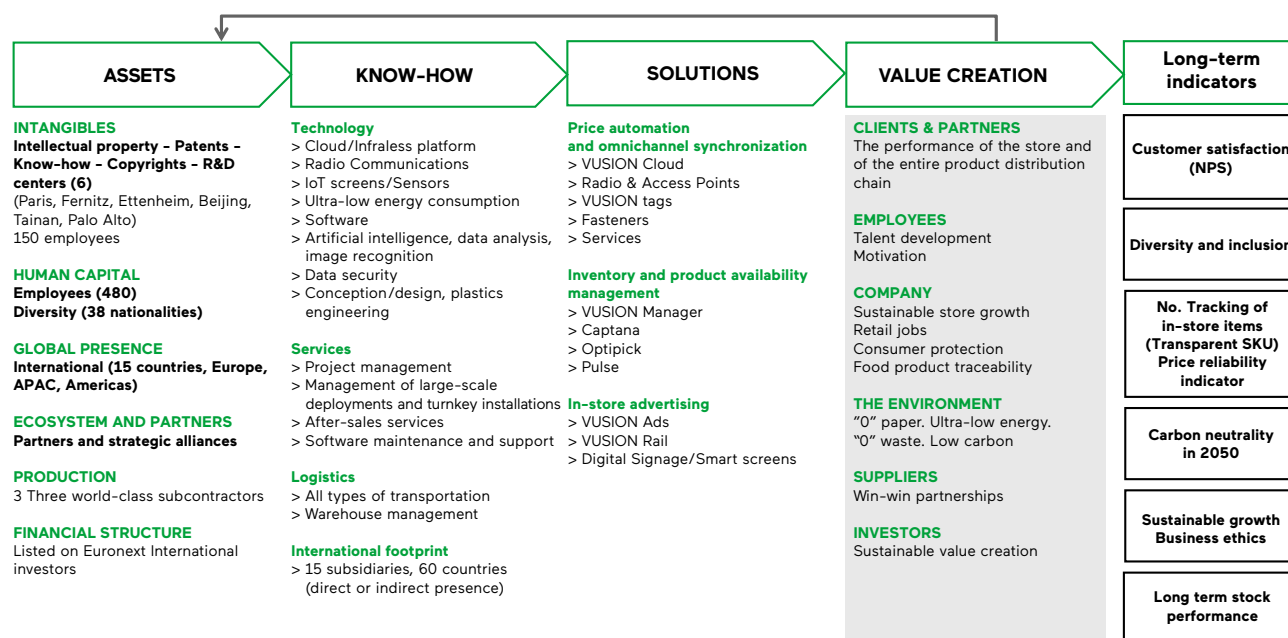 ASSETS
KNOW-HOW
SOLUTIONS
VALUE CREATION
Long-term
indicators
INTANGIBLES
Intellectual property - Patents -
Know-how - Copyrights - R&D
centers (6)
(Paris, Fernitz, Ettenheim, Beijing,
Tainan, Palo Alto)
150 employees
HUMAN CAPITAL
Employees (480)
Diversity (38 nationalities)
GLOBAL PRESENCE
International (15 countries, Europe,
APAC, Americas)
ECOSYSTEM AND PARTNERS
Partners and strategic alliances
PRODUCTION
3 Three world-class subcontractors
FINANCIAL STRUCTURE
Listed on Euronext International
investors
Technology
> Cloud/Infraless platform
> Radio Communications
> IoT screens/Sensors
> Ultra-low energy consumption
> Software
> Artificial intelligence, data analysis,
image recognition
> Data security
> Conception/design, plastics
engineering
Services
> Project management
> Management of large-scale
deployments and turnkey installations
> After-sales services
> Software maintenance and support
Logistics
> All types of transportation
> Warehouse management
International footprint
> 15 subsidiaries, 60 countries
(direct or indirect presence)
Price automation
and omnichannel synchronization
> VUSION Cloud
> Radio & Access Points
> VUSION tags
> Fasteners
> Services
Inventory and product availability
management
> VUSION Manager
> Captana
> Optipick
> Pulse
In-store advertising
> VUSION Ads
> VUSION Rail
> Digital Signage/Smart screens
CLIENTS & PARTNERS
The performance of the store and
of the entire product distribution
chain
EMPLOYEES
Talent development
Motivation
COMPANY
Sustainable store growth
Retail jobs
Consumer protection
Food product traceability
THE ENVIRONMENT
"0" paper. Ultra-low energy.
"0" waste. Low carbon
SUPPLIERS
Win-win partnerships
INVESTORS
Sustainable value creation
Customer satisfaction
(NPS)
Diversity and inclusion
No. Tracking of
in-store items
(Transparent SKU)
Price reliability
indicator
Carbon neutrality
in 2050
Sustainable growth
Business ethics
Long term stock
performance